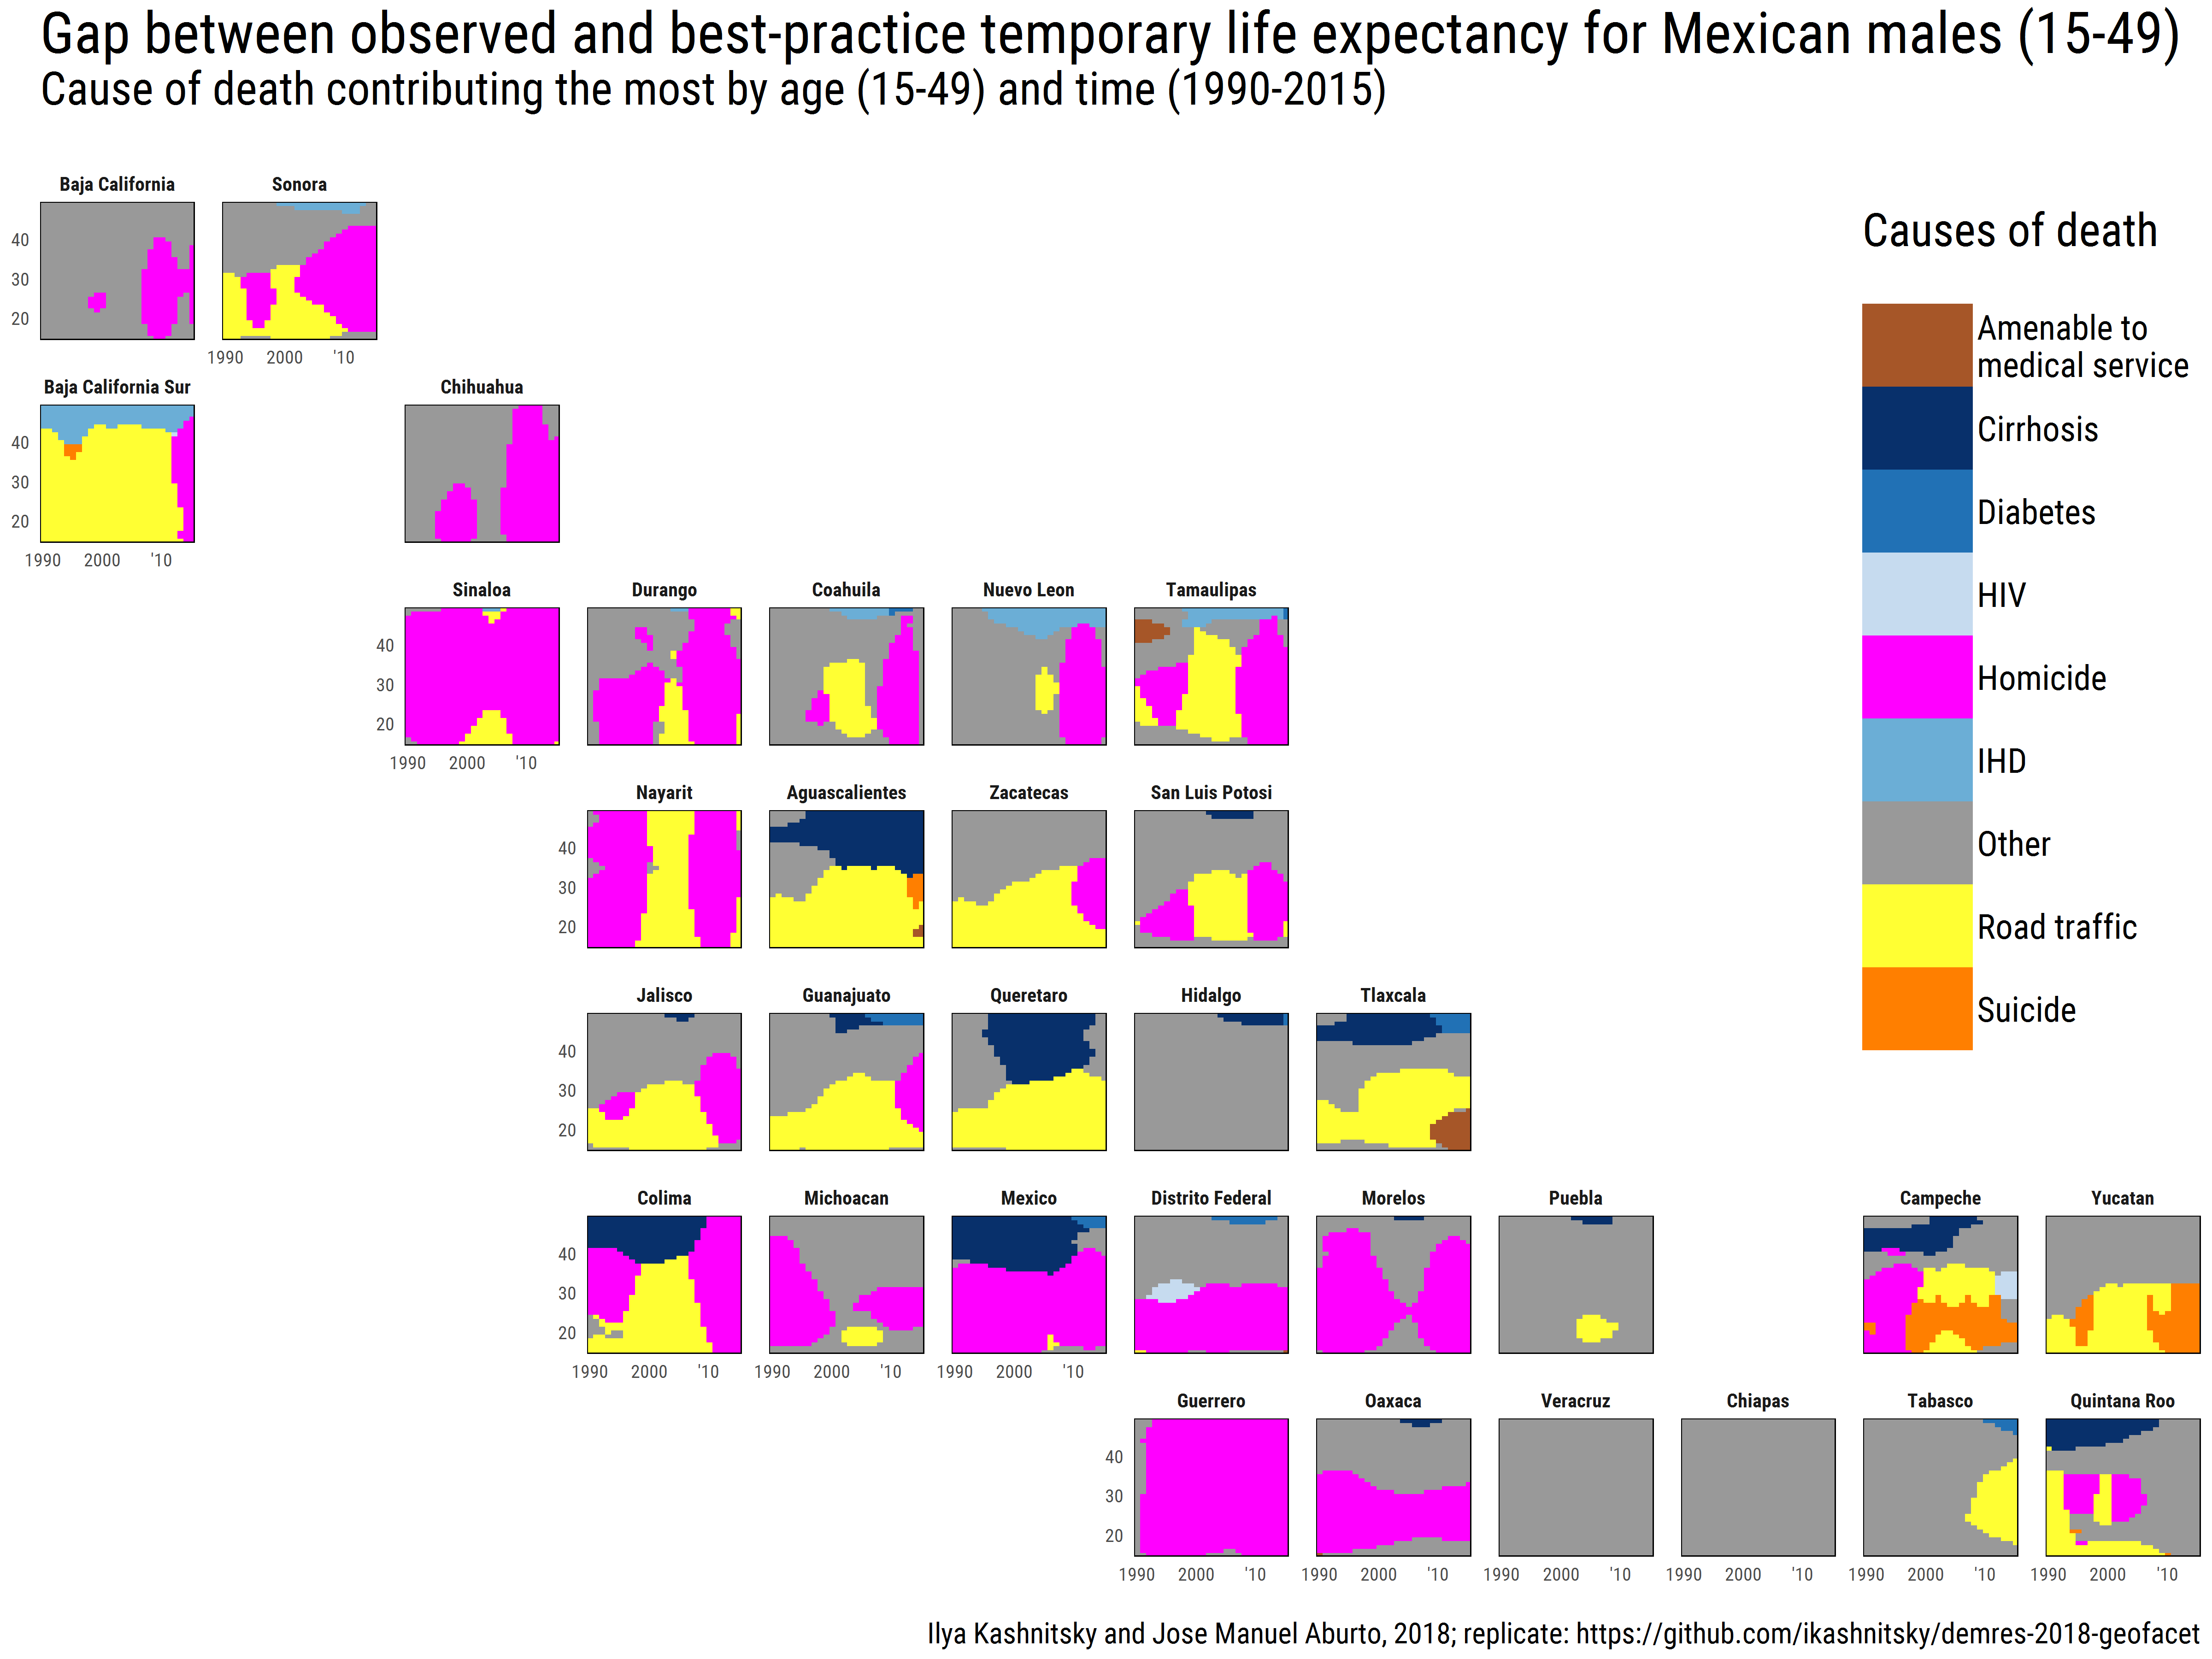 Gap between observed and best-practice temporary life expectancy for Mexican males (15-49)
Cause of death contributing the most by age (15-49) and time (1990-2015)
Baja California
Sonora
40
30
20
1990 2000 '10
Baja California Sur
Chihuahua
40
30
20
1990 2000 '10
Sinaloa
Durango
Coahuila
Nuevo Leon
Tamaulipas
40
30
20
1990 2000 '10
Nayarit
Aguascalientes
Zacatecas
San Luis Potosi
40
30
20
Jalisco
Guanajuato
Queretaro
Hidalgo
Tlaxcala
40
30
20
Colima
Michoacan
Mexico
Distrito Federal
Morelos
Puebla
Campeche
Yucatan
40
30
20
1990 2000 '10
1990 2000 '10
1990 2000 '10
Guerrero
Oaxaca
Veracruz
Chiapas
Tabasco
Quintana Roo
40
30
20
1990 2000 '10
1990 2000 '10
1990 2000 '10
1990 2000 '10
1990 2000 '10
1990 2000 '10
Causes of death
Amenable to
medical service
Cirrhosis
Diabetes
HIV
Homicide
IHD
Other
Road traffic
Suicide
Ilya Kashnitsky and Jose Manuel Aburto, 2018; replicate: https://github.com/ikashnitsky/demres-2018-geofacet